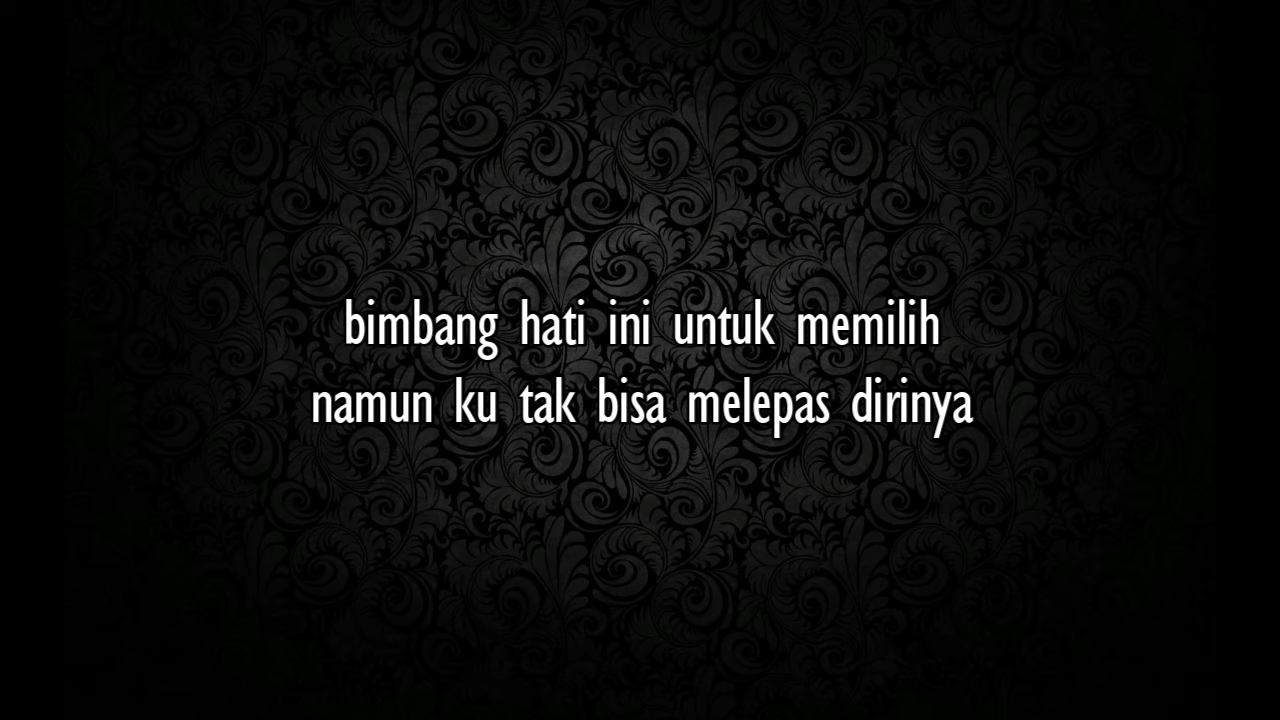 bimbang hati ini untuk memilih
namun ku tak bisa melepas dirinya